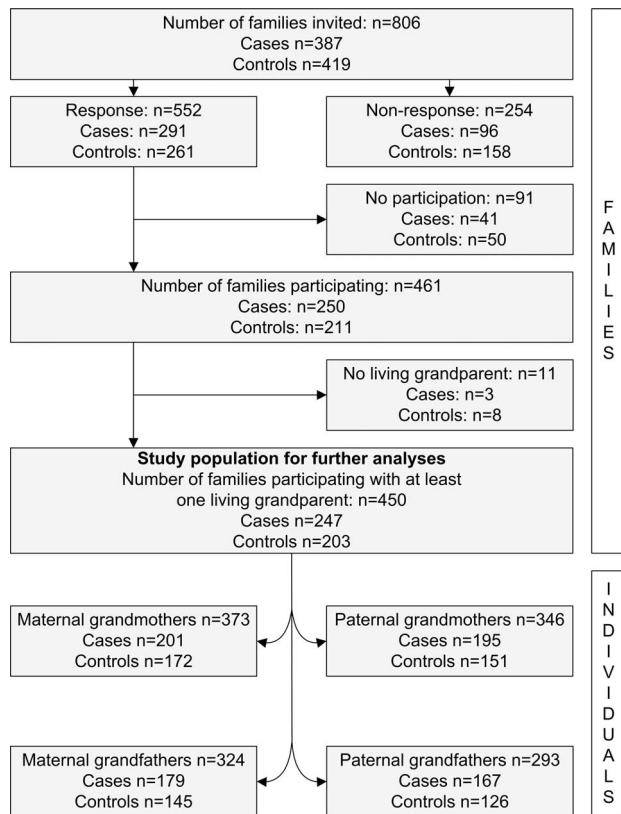 Number of families invited: n=806
Cases n=387
Controls n=419
Response: n=552
Cases: n=291
Controls: n=261
Non-response: n=254
Cases: n=96
Controls: n=158
No participation: n=91
Cases: n=41
Controls: n=50
Number of families participating: n=461
Cases: n=250
Controls: n=211
No living grandparent: n=11
Cases: n=3
Controls: n=8
Study population for further analyses
Number of families participating with at least
one living grandparent: n=450
Cases n=247
Controls n=203
Maternal grandmothers n=373
Cases n=201
Controls n=172
Paternal grandmothers n=346
Cases n=195
Controls n=151
Maternal grandfathers n=324
Cases n=179
Controls n=145
Paternal grandfathers n=293
Cases n=167
Controls n=126
FAMILIES
INDIVIDUALS